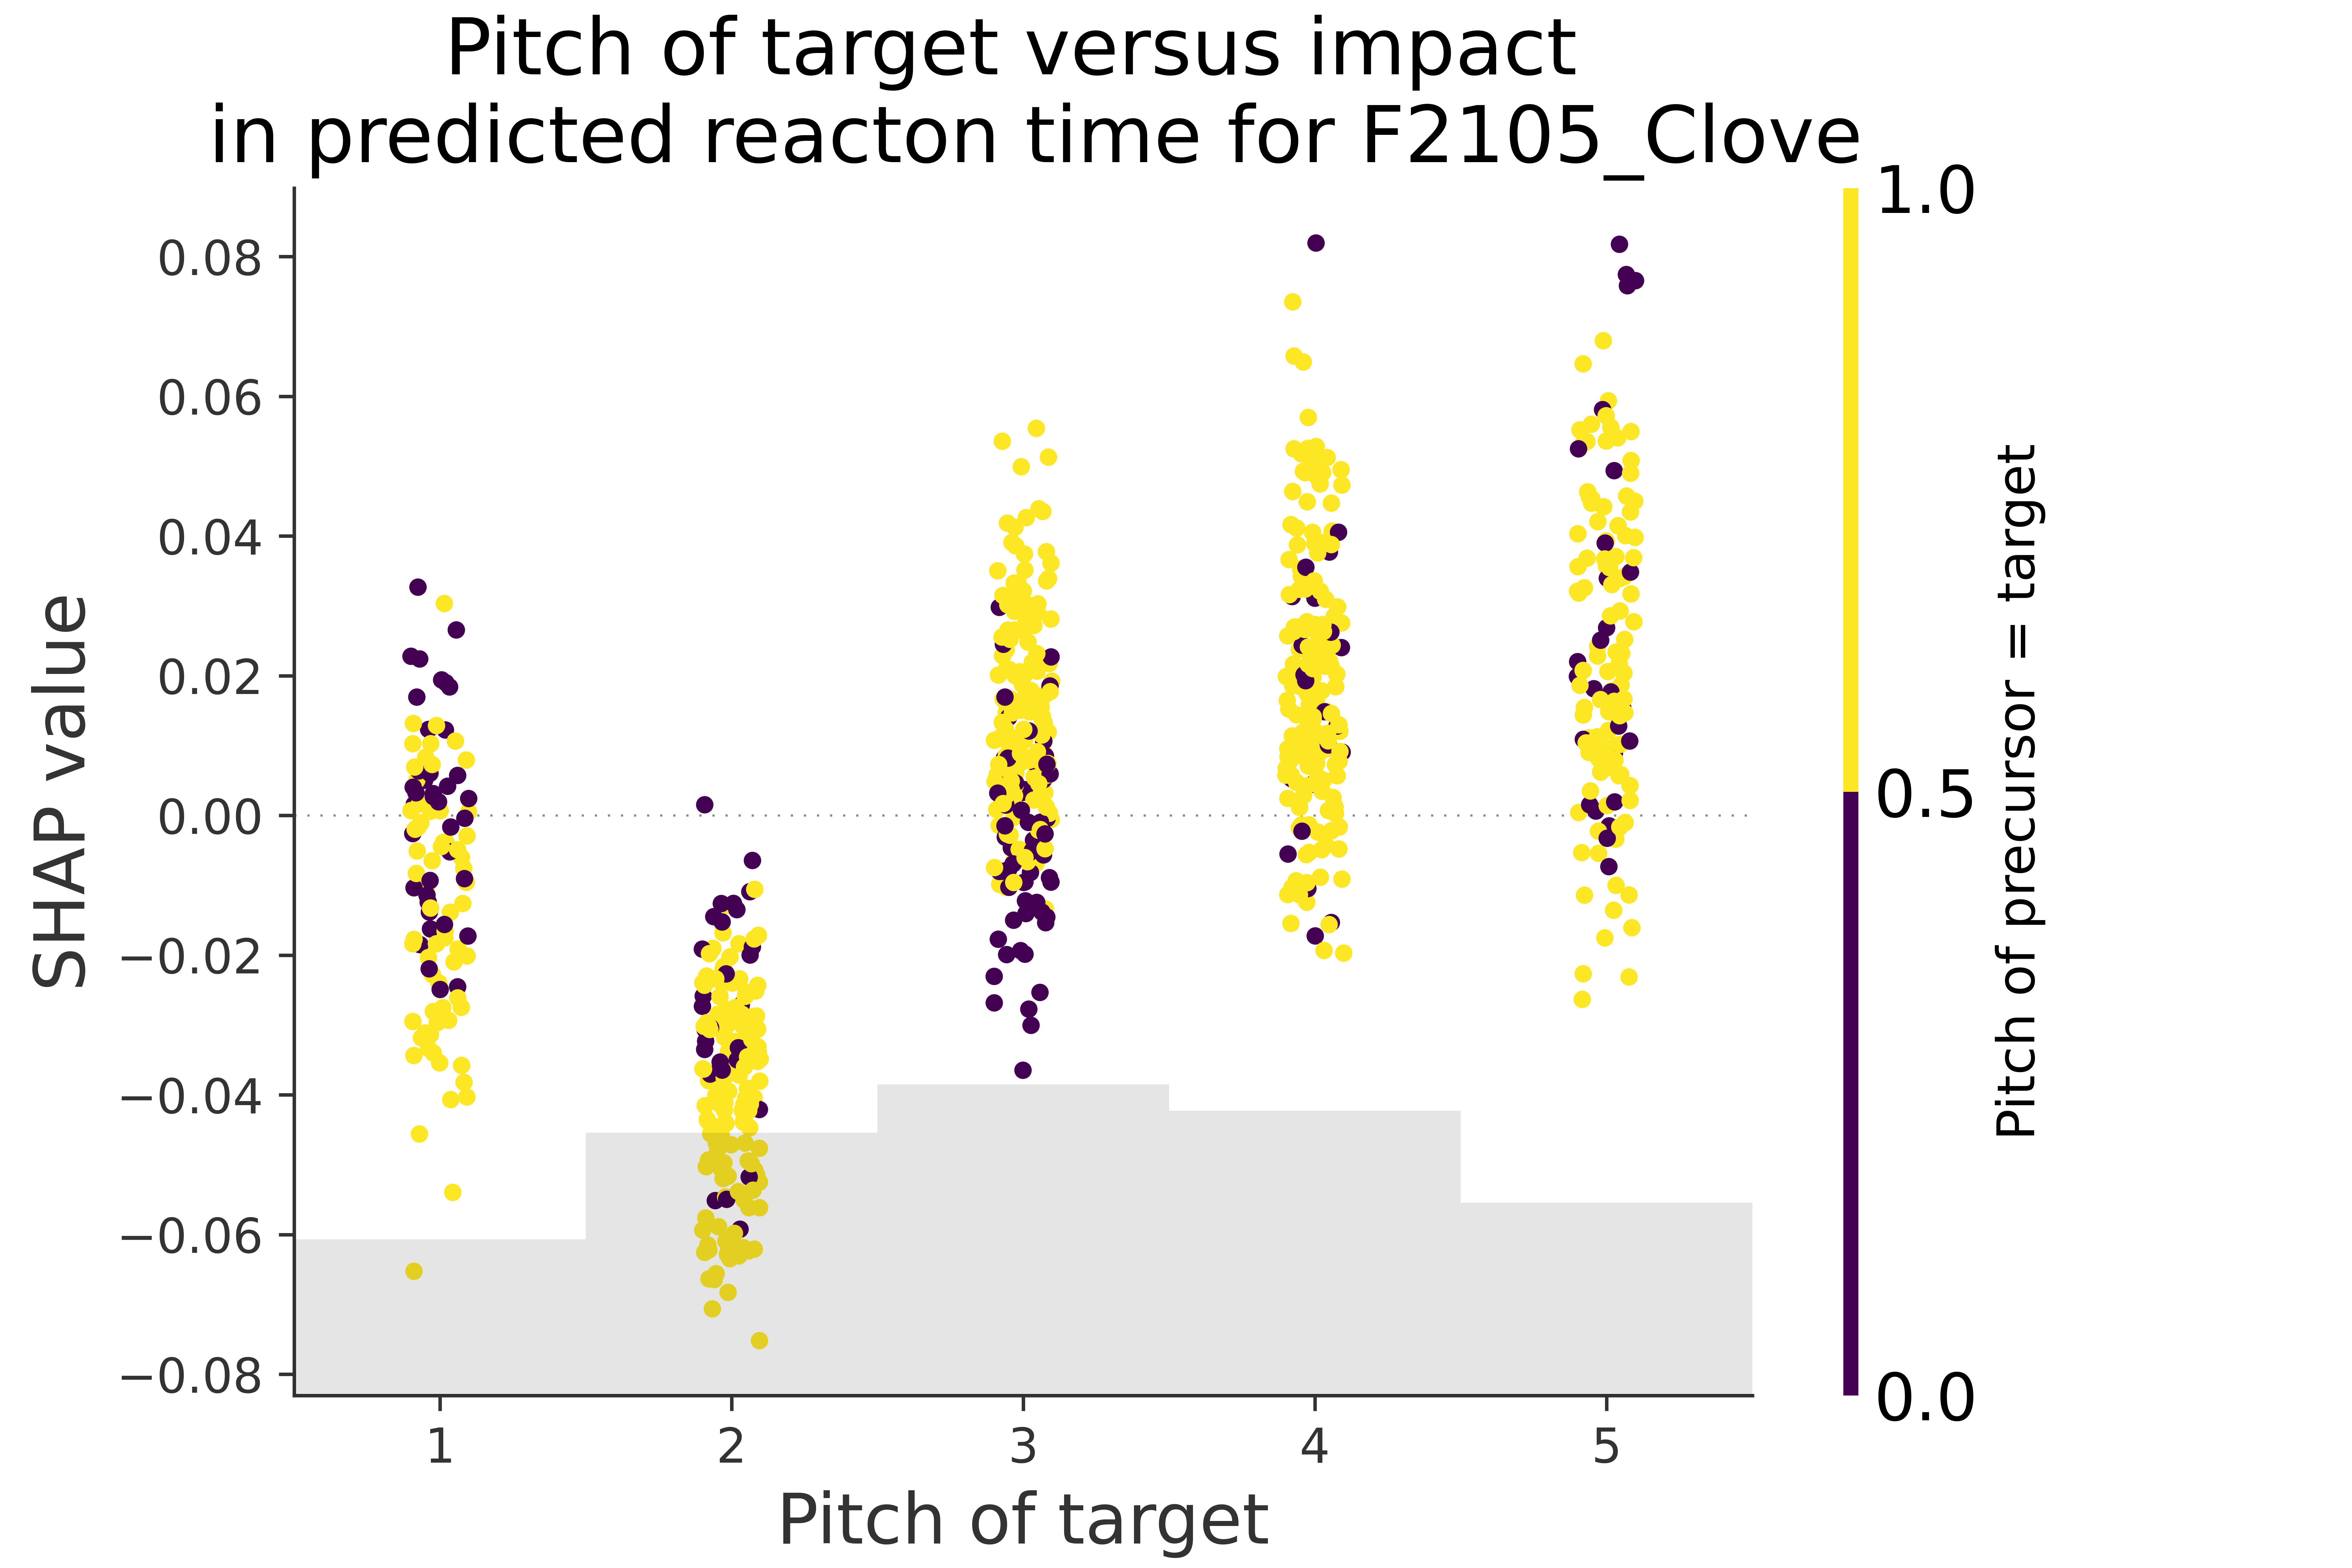 Pitch of target versus impact
in predicted reacton time for F2105_Clove
SHAP value
0.08
0.06
0.04
0.02
0.00
−0.02
−0.04
−0.06
−0.08
1 2 3 4 5
Pitch of target
1.0
0.5
0.0
Pitch of precursor = target